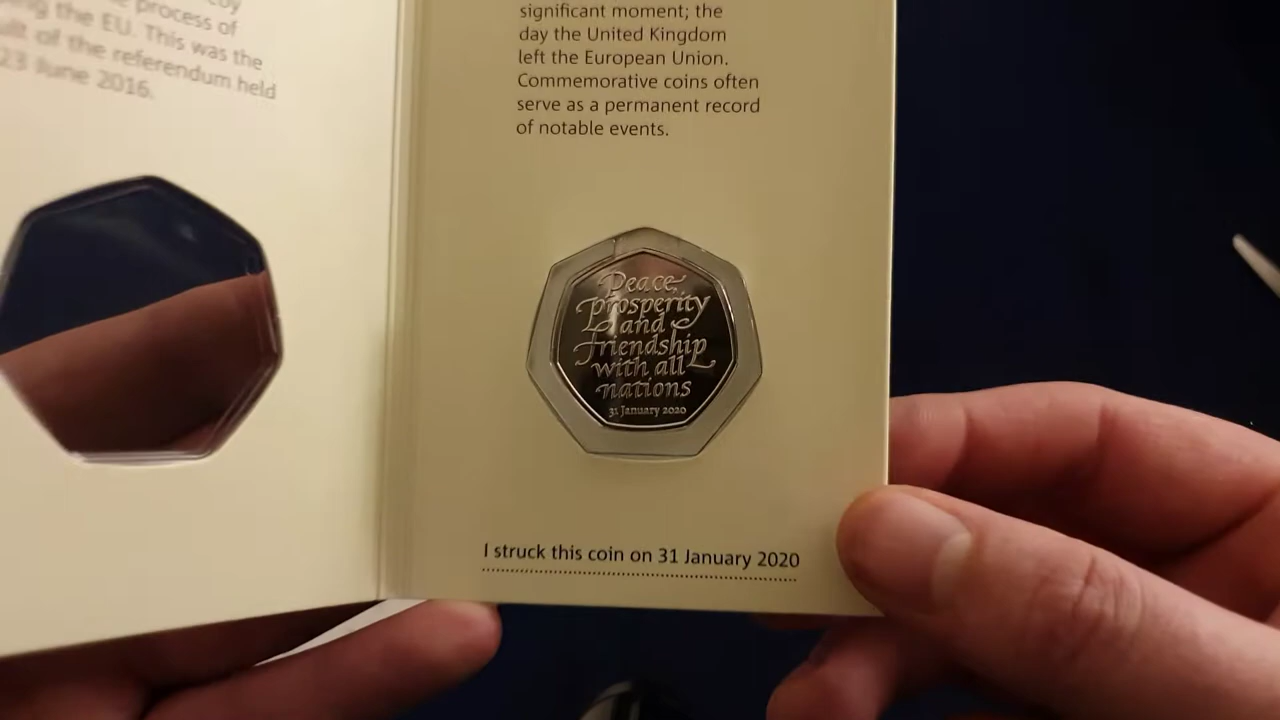 process of
the EU. This was the
of the referendum held
23 June 2016.
significant moment; the
day the United Kingdom
left the European Union.
Commemorative coins often
serve as a permanent record
of notable events.
Peace,
prosperity
and
friendship
with all
nations
31 January 2020
I struck this coin on 31 January 2020